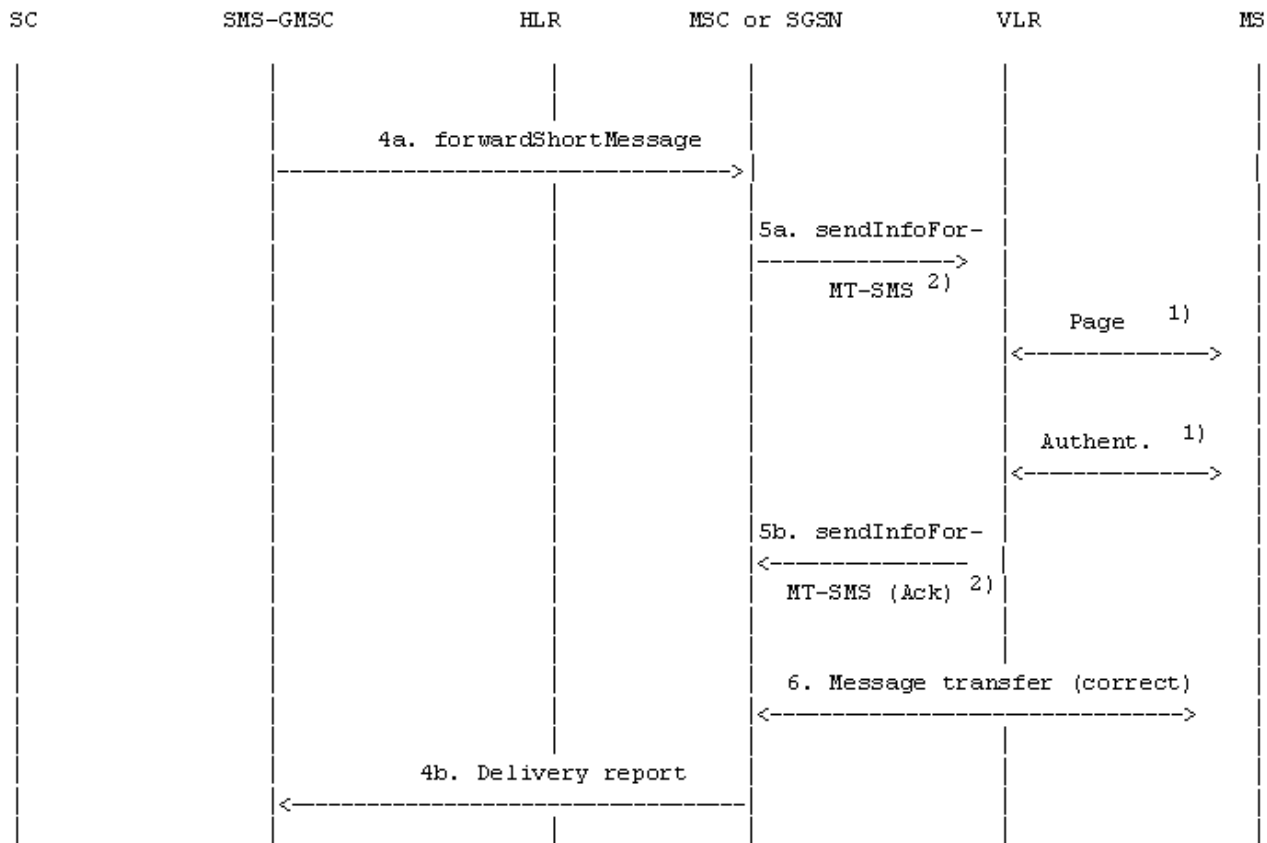 SC SMS-GMSC HLR MSC or SGSN VLR MS
4a. forwardShortMessage
5a. sendInfoFor-
MT-SMS 2)
Page 1)
Authent. 1)
5b. sendInfoFor-
MT-SMS (Ack) 2)
6. Message transfer (correct)
4b. Delivery report